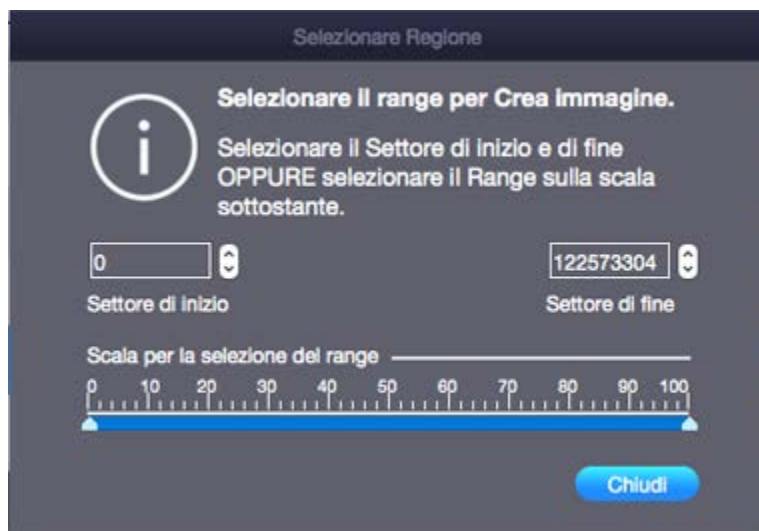 Selezionare Regione
Selezionare il range per Crea immagine.
Selezionare il Settore di inizio e di fine
OPPURE selezionare il Range sulla scala
sottostante.
0 122573304
Settore di inizio Settore di fine
Scala per la selezione del range
0 10 20 30 40 50 60 70 80 90 100
Chiudi